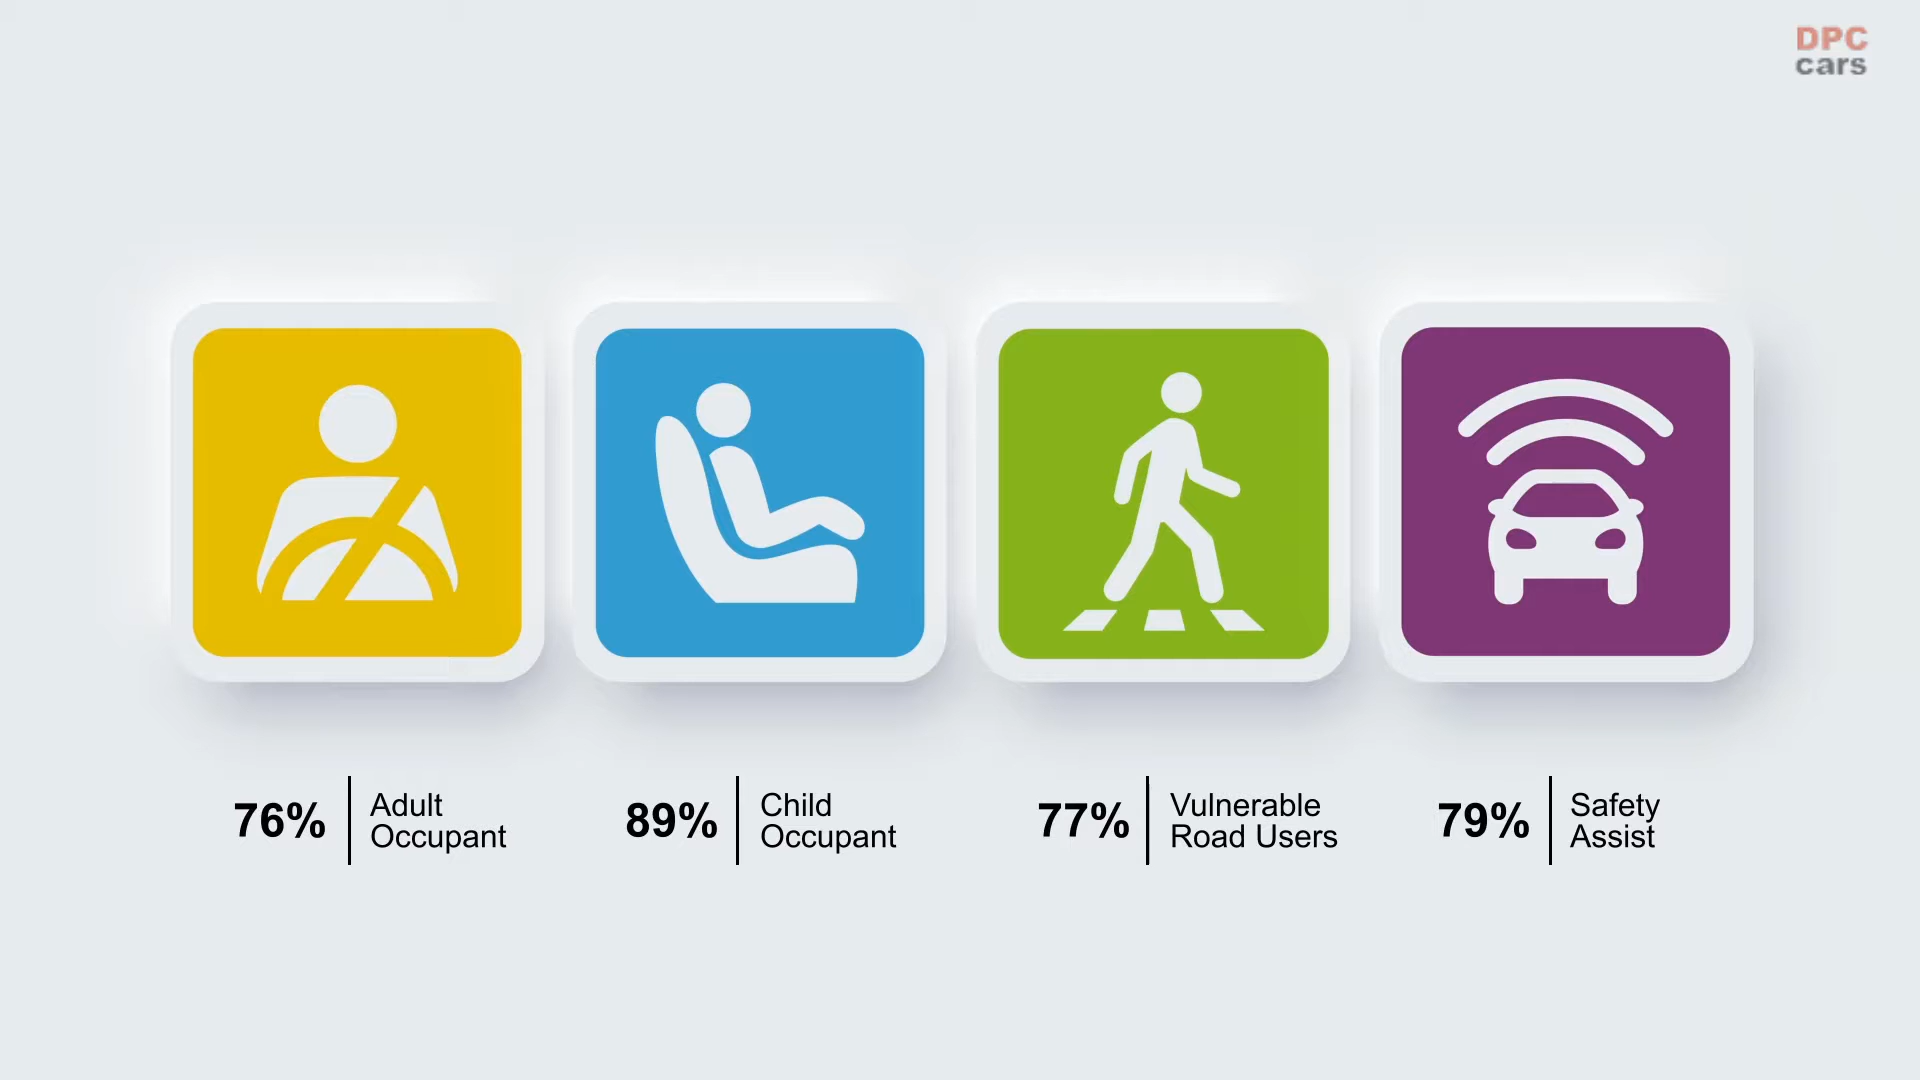 DPC
cars
76%
Adult
Occupant
89%
Child
Occupant
77%
Vulnerable
Road Users
79%
Safety
Assist